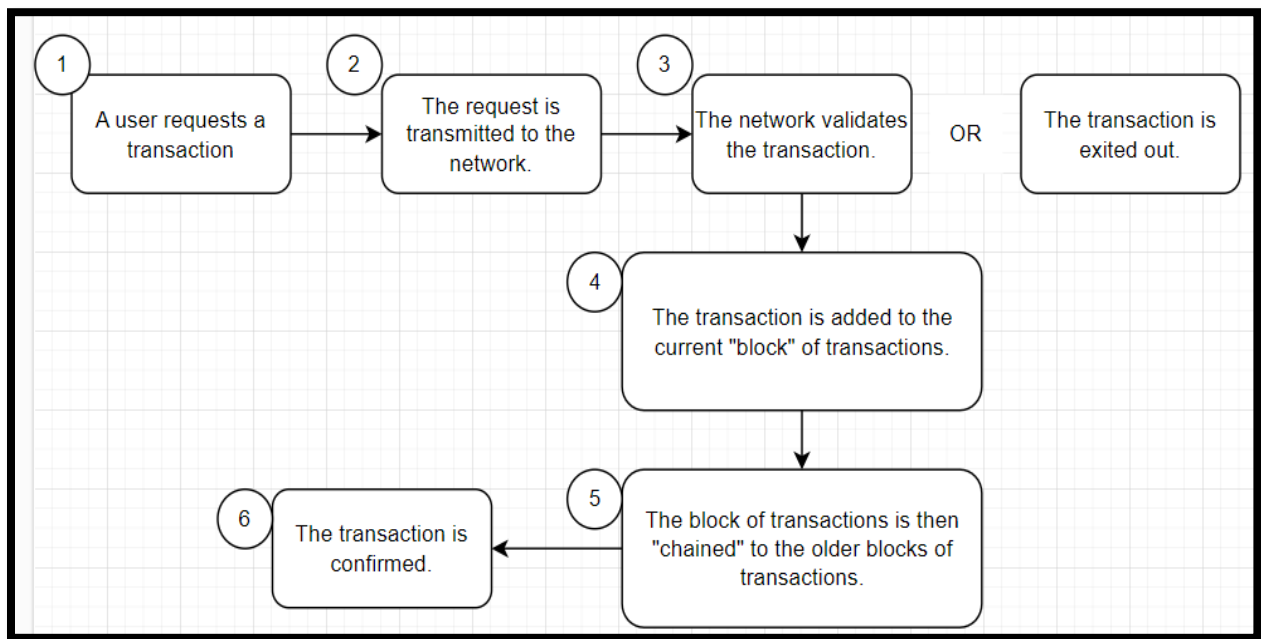 1
A user requests a
transaction
2
The request is
transmitted to the
network.
3
The network validates
the transaction.
OR
The transaction is
exited out.
4
The transaction is added to the
current "block" of transactions.
5
The block of transactions is then
"chained" to the older blocks of
transactions.
6
The transaction is
confirmed.